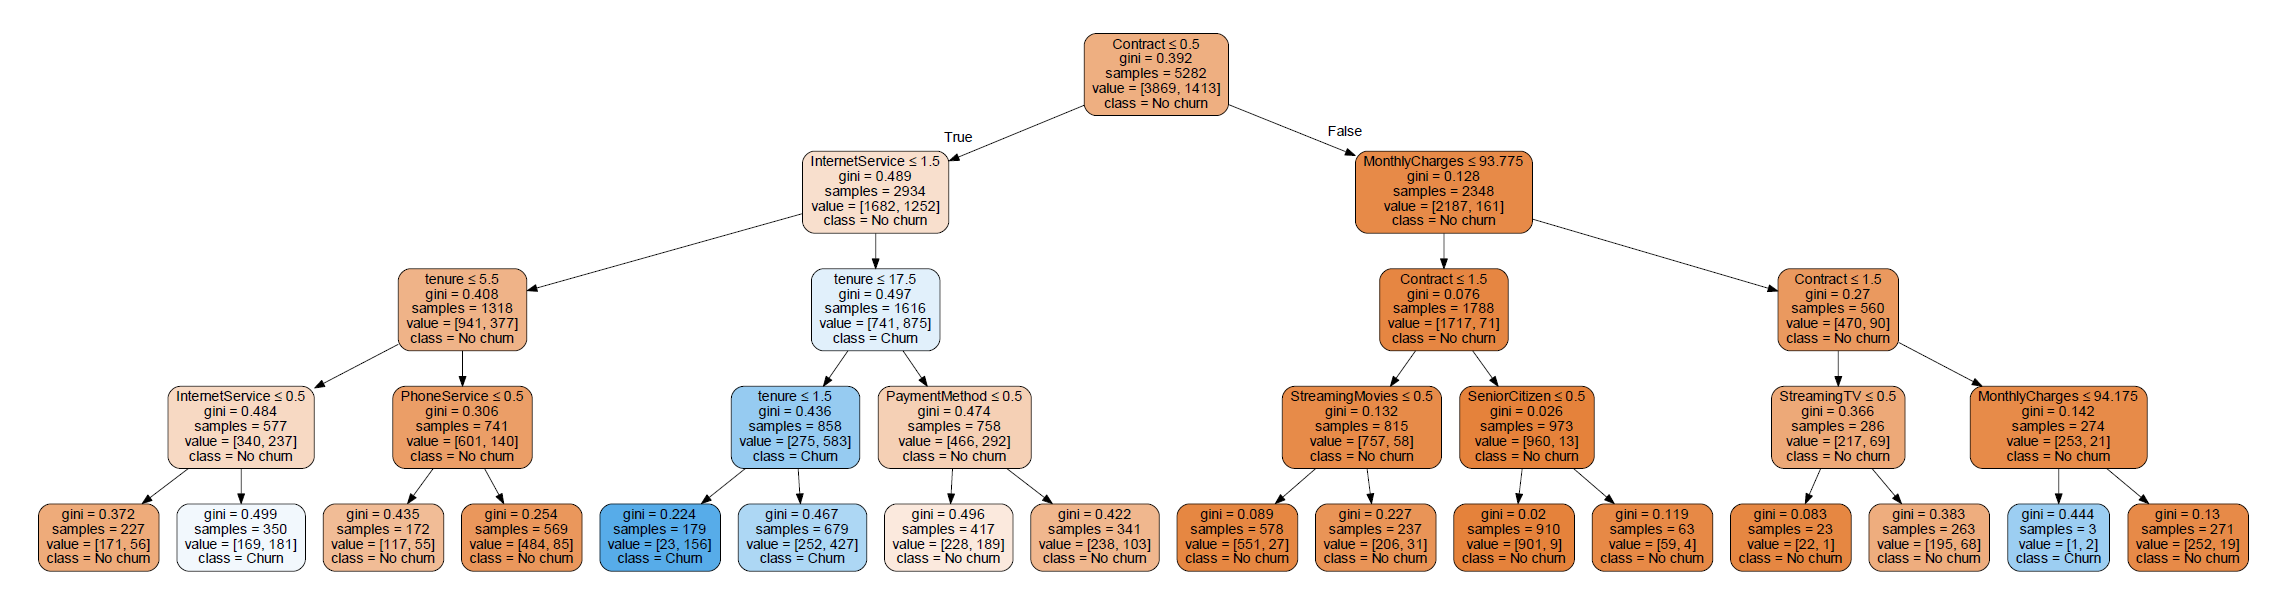 Contract ≤ 0.5
gini = 0.392
samples = 5282
value = [3869, 1413]
class = No churn
True
False
InternetService ≤ 1.5
gini = 0.489
samples = 2934
value = [1682, 1252]
class = No churn
MonthlyCharges ≤ 93.775
gini = 0.128
samples = 2348
value = [2187, 161]
class = No churn
tenure ≤ 5.5
gini = 0.408
samples = 1318
value = [941, 377]
class = No churn
tenure ≤ 17.5
gini = 0.497
samples = 1616
value = [741, 875]
class = Churn
Contract ≤ 1.5
gini = 0.076
samples = 1788
value = [1717, 71]
class = No churn
Contract ≤ 1.5
gini = 0.27
samples = 560
value = [470, 90]
class = No churn
InternetService ≤ 0.5
gini = 0.484
samples = 577
value = [340, 237]
class = No churn
PhoneService ≤ 0.5
gini = 0.306
samples = 741
value = [601, 140]
class = No churn
tenure ≤ 1.5
gini = 0.436
samples = 858
value = [275, 583]
class = Churn
PaymentMethod ≤ 0.5
gini = 0.474
samples = 758
value = [466, 292]
class = No churn
StreamingMovies ≤ 0.5
gini = 0.132
samples = 815
value = [757, 58]
class = No churn
SeniorCitizen ≤ 0.5
gini = 0.026
samples = 973
value = [960, 13]
class = No churn
StreamingTV ≤ 0.5
gini = 0.366
samples = 286
value = [217, 69]
class = No churn
MonthlyCharges ≤ 94.175
gini = 0.142
samples = 274
value = [253, 21]
class = No churn
gini = 0.372
samples = 227
value = [171, 56]
class = No churn
gini = 0.499
samples = 350
value = [169, 181]
class = Churn
gini = 0.435
samples = 172
value = [117, 55]
class = No churn
gini = 0.254
samples = 569
value = [484, 85]
class = No churn
gini = 0.224
samples = 179
value = [23, 156]
class = Churn
gini = 0.467
samples = 679
value = [252, 427]
class = Churn
gini = 0.496
samples = 417
value = [228, 189]
class = No churn
gini = 0.422
samples = 341
value = [238, 103]
class = No churn
gini = 0.089
samples = 578
value = [551, 27]
class = No churn
gini = 0.227
samples = 237
value = [206, 31]
class = No churn
gini = 0.02
samples = 910
value = [901, 9]
class = No churn
gini = 0.119
samples = 63
value = [59, 4]
class = No churn
gini = 0.083
samples = 23
value = [22, 1]
class = No churn
gini = 0.383
samples = 263
value = [195, 68]
class = No churn
gini = 0.444
samples = 3
value = [1, 2]
class = Churn
gini = 0.13
samples = 271
value = [252, 19]
class = No churn